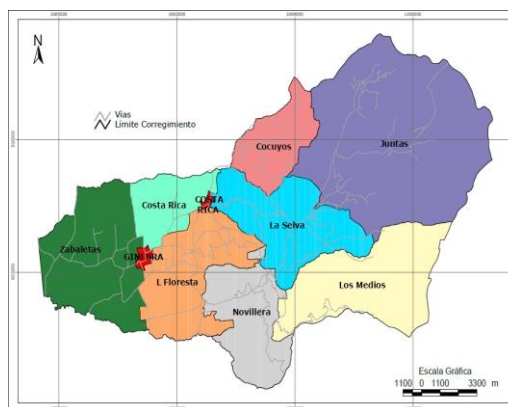 N
Vias
Limite Corregimiento
Cocuyos
Juntas
Costa Rica
COSTA
RICA
La Selva
Zabaletas
GINEBRA
L Floresta
Los Medios
Novillera
Escala Gráfica
1100 0 1100 3300 m